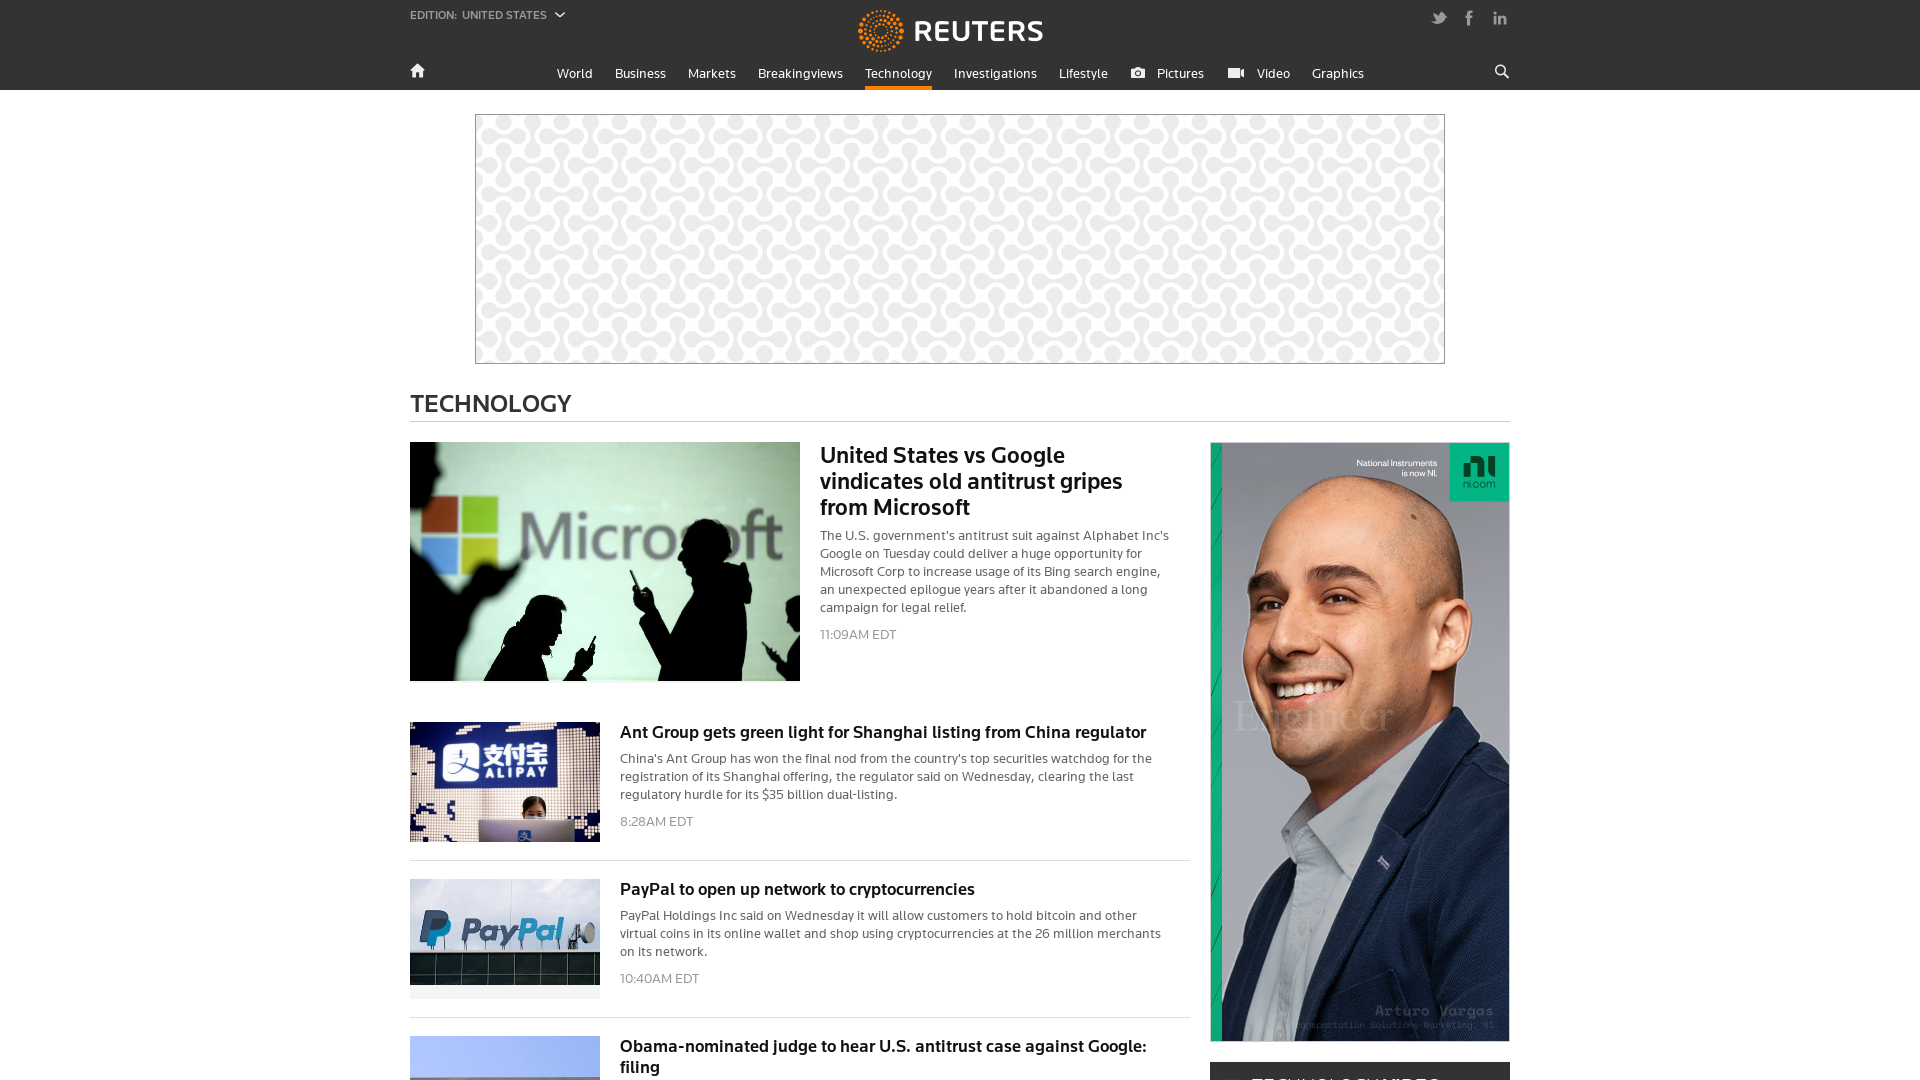 EDITION: UNITED STATES
REUTERS
World Business Markets Breakingviews Technology Investigations Lifestyle Pictures Video Graphics
TECHNOLOGY
Microsoft
United States vs Google
vindicates old antitrust gripes
from Microsoft
The U.S. government's antitrust suit against Alphabet Inc's
Google on Tuesday could deliver a huge opportunity for
Microsoft Corp to increase usage of its Bing search engine,
an unexpected epilogue years after it abandoned a long
campaign for legal relief.
11:09AM EDT
支付宝
ALIPAY
支
Ant Group gets green light for Shanghai listing from China regulator
China's Ant Group has won the final nod from the country's top securities watchdog for the
registration of its Shanghai offering, the regulator said on Wednesday, clearing the last
regulatory hurdle for its $35 billion dual-listing.
8:28AM EDT
PayPal
PayPal to open up network to cryptocurrencies
PayPal Holdings Inc said on Wednesday it will allow customers to hold bitcoin and other
virtual coins in its online wallet and shop using cryptocurrencies at the 26 million merchants
on its network.
10:40AM EDT
Obama-nominated judge to hear U.S. antitrust case against Google:
filing
National Instruments
is now NI.
ni
ni.com
Engineer
Arturo Vargas
Transportation Solutions Marketing, NI
TECHNOLOGY VIDEO